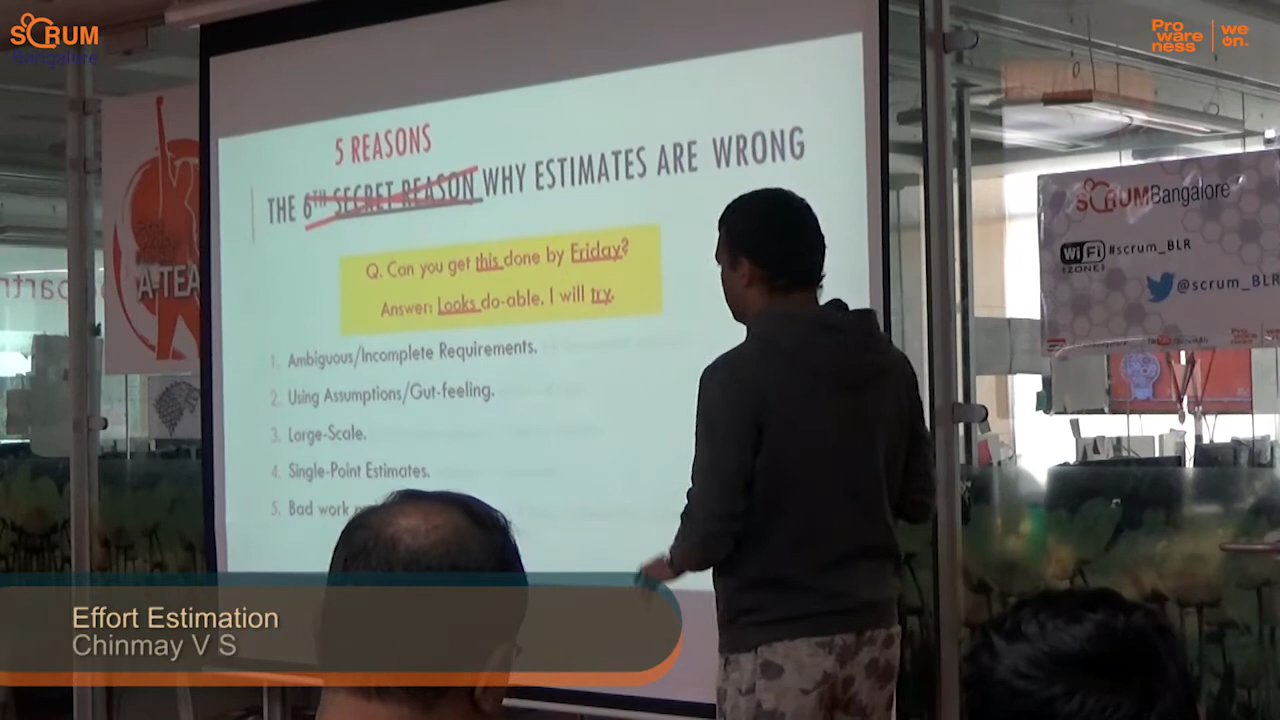 SCRUM
Bangalore
Pro
ware
ness
we
on.
5 REASONS
THE 6TH SECRET REASON WHY ESTIMATES ARE WRONG
Q. Can you get this done by Friday?
Answer: Looks do-able. I will try.
1. Ambiguous/Incomplete Requirements.
2. Using Assumptions/Gut-feeling.
3. Large-Scale.
4. Single-Point Estimates.
5. Bad work
A-TEA
partn
SCRUMBangalore
WiFi
ZONE
#scrum_BLR
@scrum_BLR
Effort Estimation
Chinmay V S